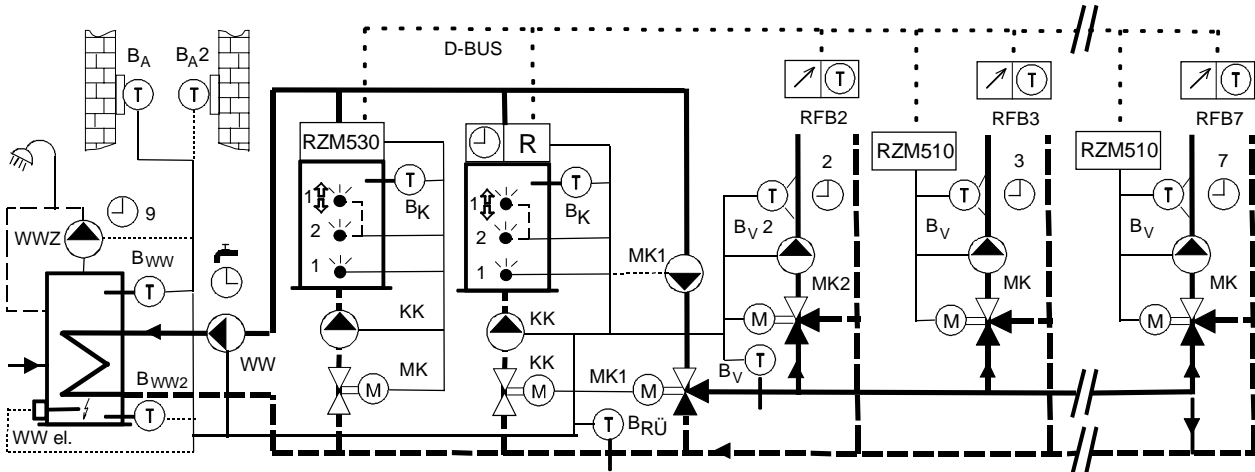 D-BUS
B_A
B_A2
T
T
T
T
T
RFB2
RFB3
RFB7
RZM530
R
RZM510
RZM510
2
3
7
9
T
T
T
T
T
B_K
B_K
1
2
1
1
2
1
WWZ
B_WW
T
B_V 2
B_V
B_V
MK1
MK2
MK
MK
KK
KK
M
M
M
WW
MK
KK
MK1
M
M
M
B_V
T
B_WW2
T
WW el.
T
B_RÜ